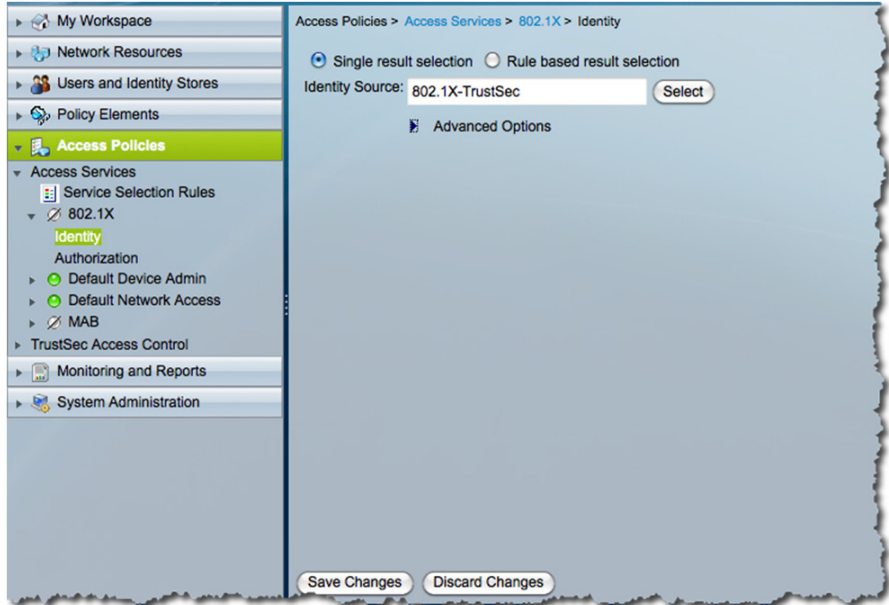 My Workspace
Network Resources
Users and Identity Stores
Policy Elements
Access Policies
Access Services
Service Selection Rules
802.1X
Identity
Authorization
Default Device Admin
Default Network Access
MAB
TrustSec Access Control
Monitoring and Reports
System Administration
Access Policies > Access Services > 802.1X > Identity
Single result selection Rule based result selection
Identity Source: 802.1X-TrustSec Select
Advanced Options
Save Changes Discard Changes